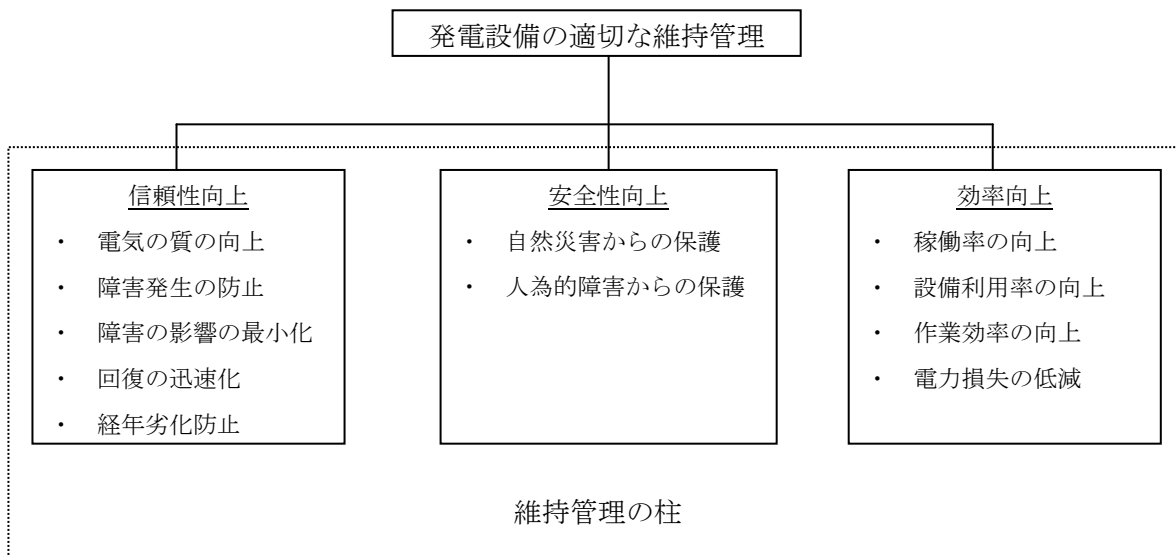 発電設備の適切な維持管理
信頼性向上
・ 電気の質の向上
・ 障害発生の防止
・ 障害の影響の最小化
・ 回復の迅速化
・ 経年劣化防止
安全性向上
・ 自然災害からの保護
・ 人為的障害からの保護
効率向上
・ 稼働率の向上
・ 設備利用率の向上
・ 作業効率の向上
・ 電力損失の低減
維持管理の柱